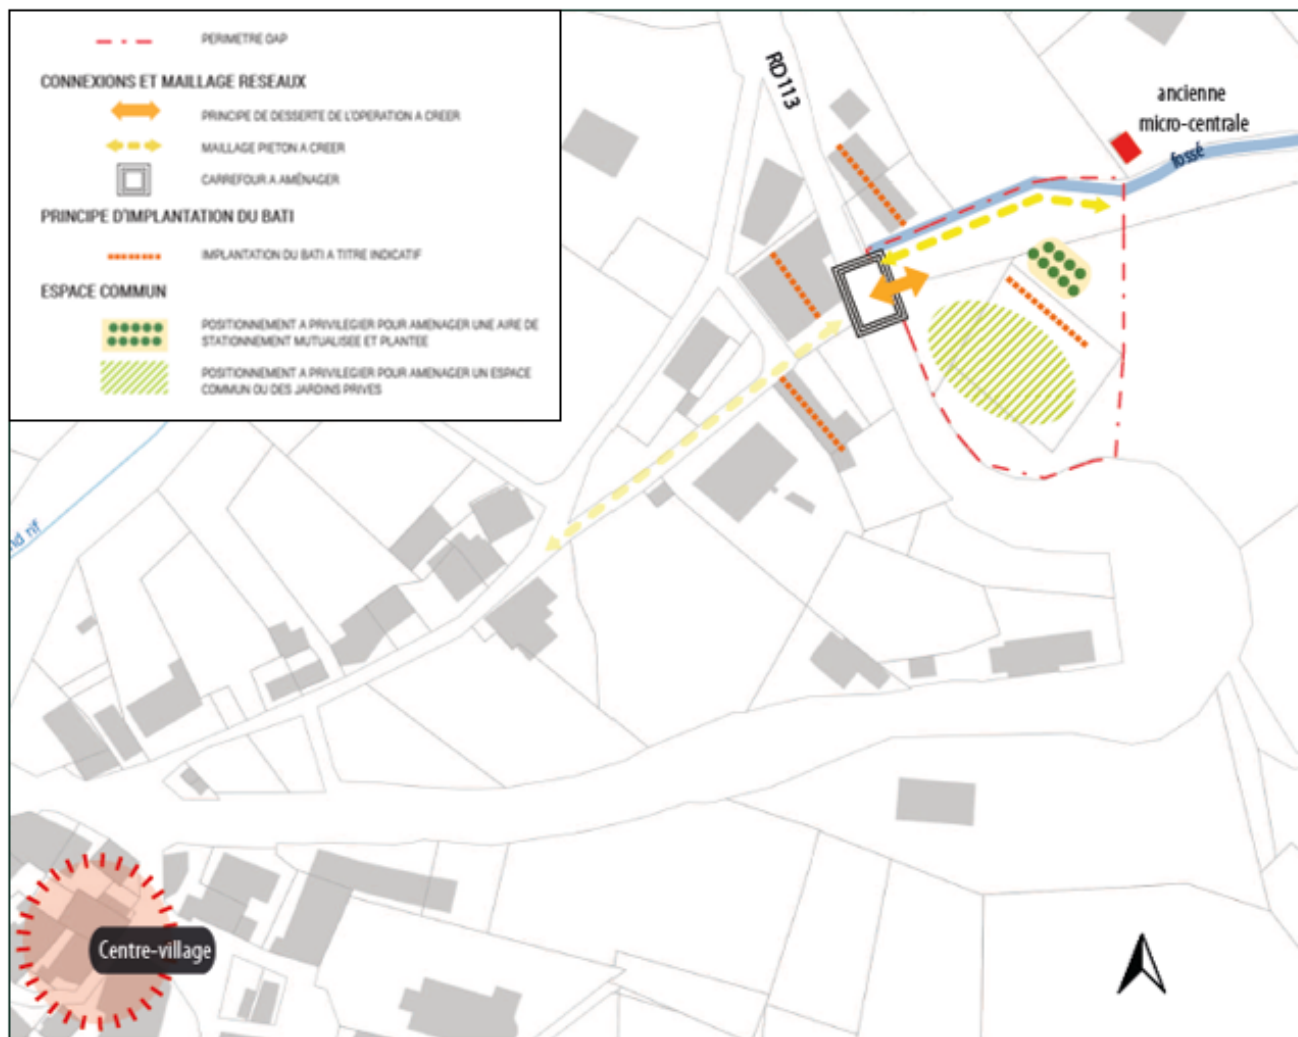 PERIMETRE OAP
CONNEXIONS ET MAILLAGE RESEAUX
PRINCIPE DE DESSERTE DE L'OPERATION A CREER
MAILLAGE PIETON A CREER
CARREFOUR A AMÉNAGER
PRINCIPE D'IMPLANTATION DU BATI
IMPLANTATION DU BATI A TITRE INDICATIF
ESPACE COMMUN
POSITIONNEMENT A PRIVILEGIER POUR AMENAGER UNE AIRE DE
STATIONNEMENT MUTUALISEE ET PLANTEE
POSITIONNEMENT A PRIVILEGIER POUR AMENAGER UN ESPACE
COMMUN OU DES JARDINS PRIVES
RD113
ancienne
micro-centrale
fossé
nd rif
Centre-village